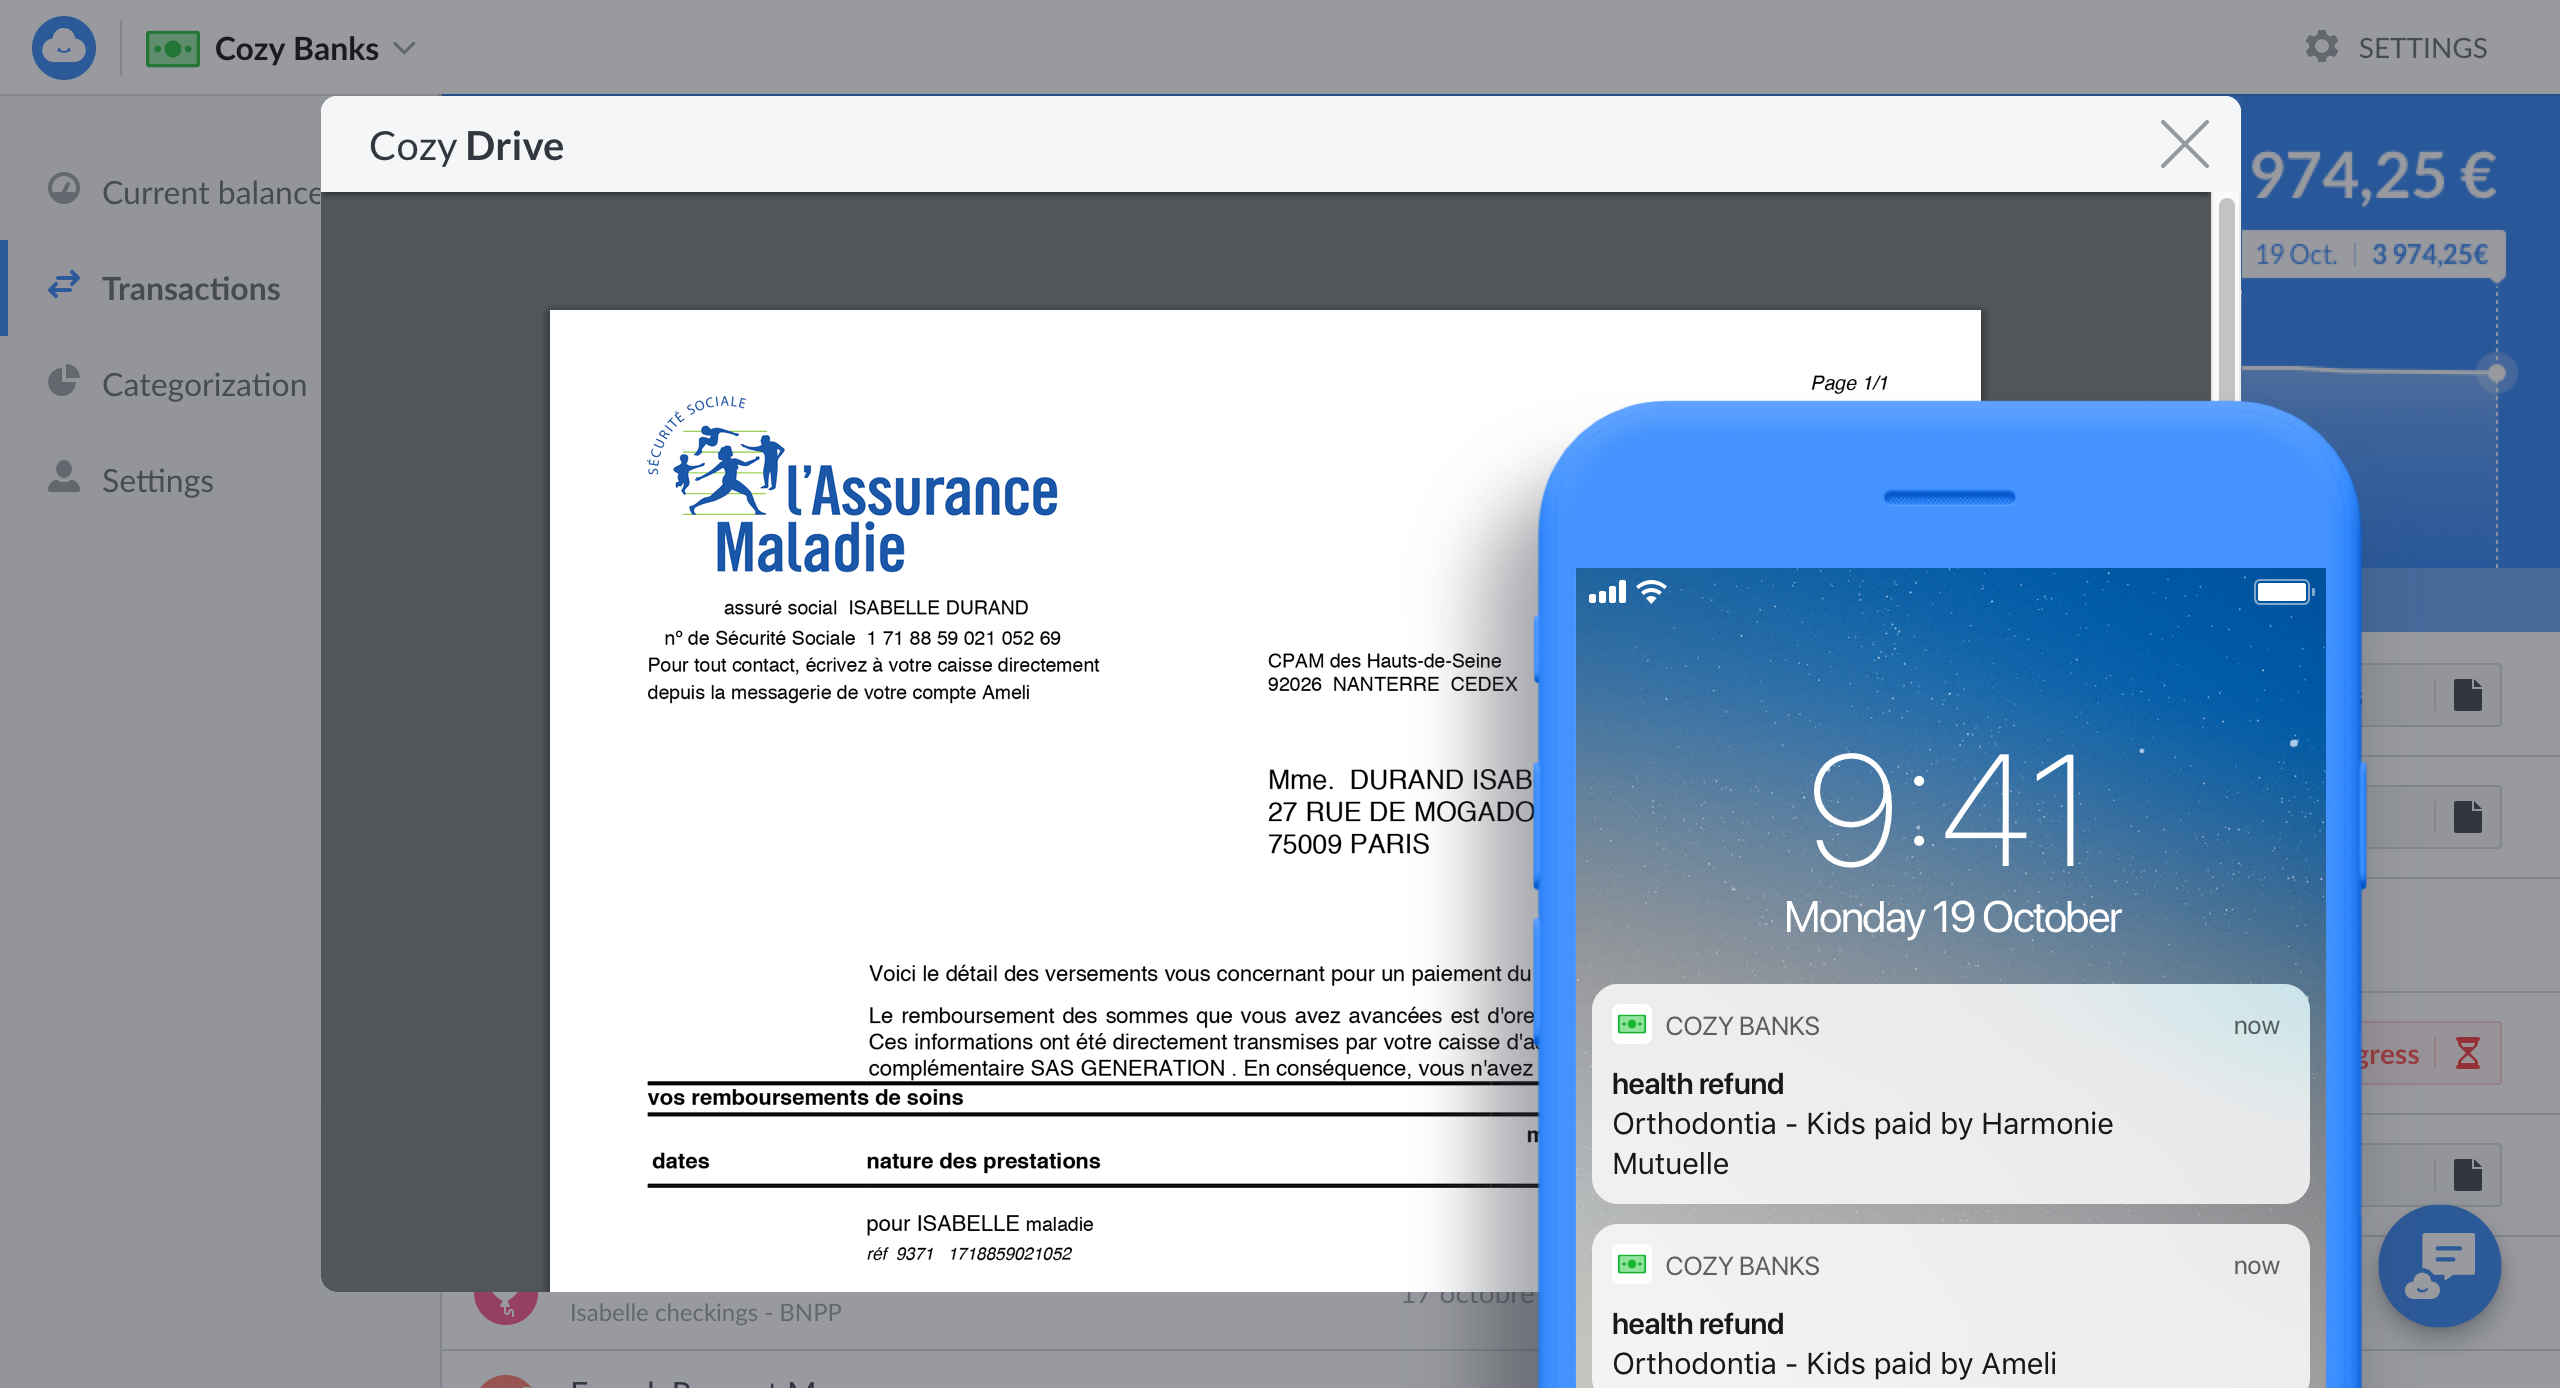 Cozy Banks
SETTINGS
Current balance
Transactions
Categorization
Settings
Cozy Drive
974,25 €
19 Oct. 3 974,25€
Page 1/1
SÉCURITÉ SOCIALE
l'Assurance
Maladie
assuré social ISABELLE DURAND
n° de Sécurité Sociale 1 71 88 59 021 052 69
Pour tout contact, écrivez à votre caisse directement
depuis la messagerie de votre compte Ameli
CPAM des Hauts-de-Seine
92026 NANTERRE CEDEX
Mme. DURAND ISAB
27 RUE DE MOGADO
75009 PARIS
Voici le détail des versements vous concernant pour un paiement du
Le remboursement des sommes que vous avez avancées est d'ore
Ces informations ont été directement transmises par votre caisse d'a
complémentaire SAS GENERATION . En conséquence, vous n'avez
vos remboursements de soins
dates nature des prestations
pour ISABELLE maladie
réf 9371 1718859021052
Isabelle checkings - BNPP
17 octobre
gress
9:41
Monday 19 October
COZY BANKS now
health refund
Orthodontia - Kids paid by Harmonie
Mutuelle
COZY BANKS now
health refund
Orthodontia - Kids paid by Ameli